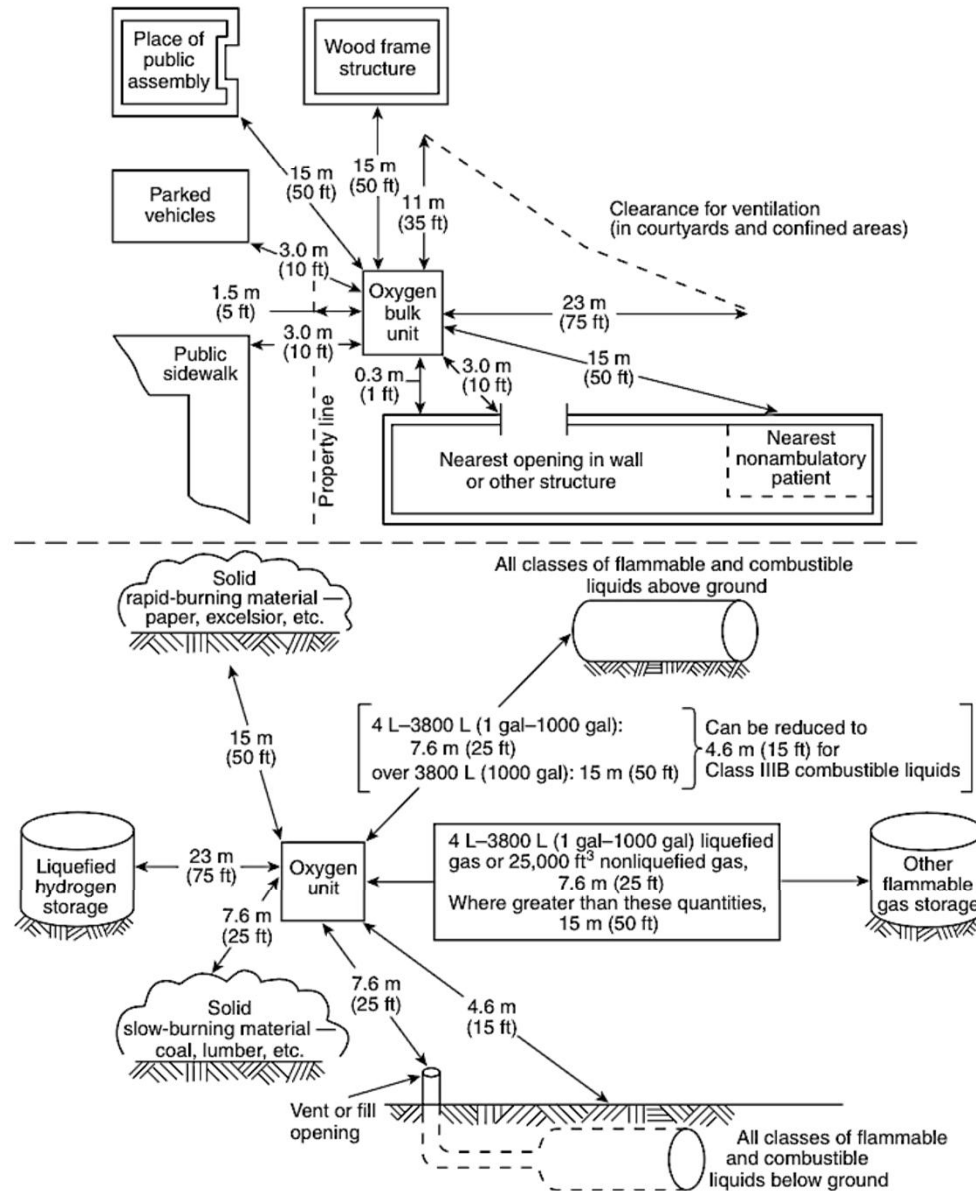 Place of
public
assembly
Wood frame
structure
15 m
(50 ft)
15 m
(50 ft)
11 m
(35 ft)
Parked
vehicles
Clearance for ventilation
(in courtyards and confined areas)
3.0 m
(10 ft)
1.5 m
(5 ft)
Oxygen
bulk
unit
23 m
(75 ft)
Public
sidewalk
3.0 m
(10 ft)
0.3 m
(1 ft)
3.0 m
(10 ft)
15 m
(50 ft)
Property line
Nearest opening in wall
or other structure
Nearest
nonambulatory
patient
Solid
rapid-burning material —
paper, excelsior, etc.
All classes of flammable and combustible
liquids above ground
15 m
(50 ft)
4 L–3800 L (1 gal–1000 gal):
7.6 m (25 ft)
over 3800 L (1000 gal): 15 m (50 ft)
Can be reduced to
4.6 m (15 ft) for
Class IIIB combustible liquids
Liquefied
hydrogen
storage
23 m
(75 ft)
Oxygen
unit
4 L–3800 L (1 gal–1000 gal) liquefied
gas or 25,000 ft³ nonliquefied gas,
7.6 m (25 ft)
Where greater than these quantities,
15 m (50 ft)
Other
flammable
gas storage
7.6 m
(25 ft)
Solid
slow-burning material —
coal, lumber, etc.
7.6 m
(25 ft)
4.6 m
(15 ft)
Vent or fill
opening
All classes of flammable
and combustible
liquids below ground